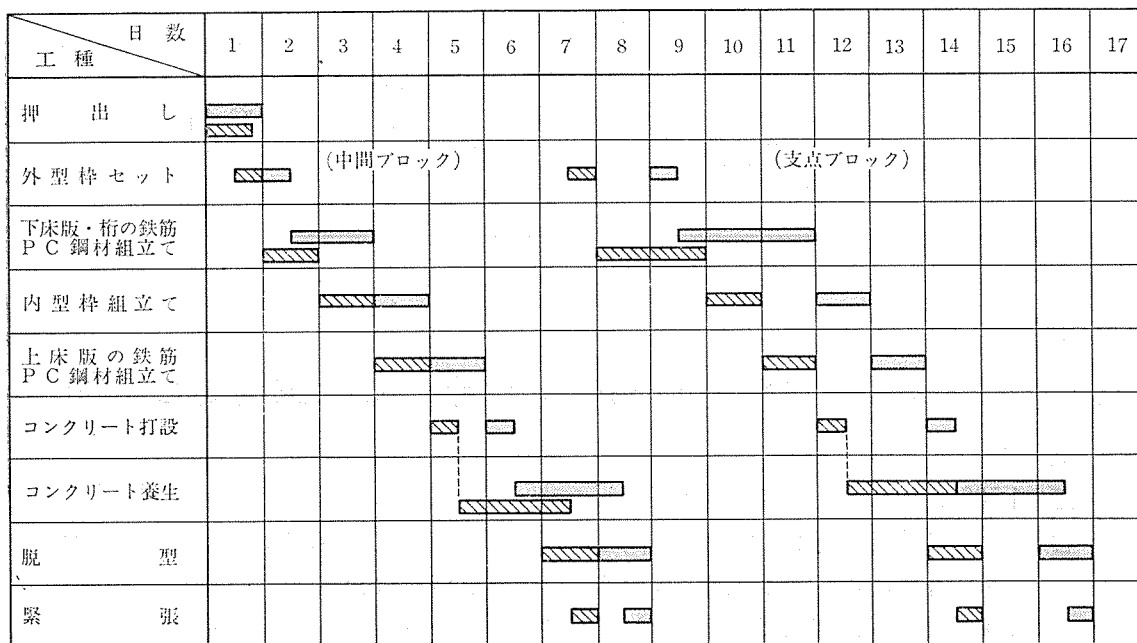 日数
工種
1 2 3 4 5 6 7 8 9 10 11 12 13 14 15 16 17
押出し
外型枠セット (中間ブロック) (支点ブロック)
下床版・桁の鉄筋
PC鋼材組立て
内型枠組立て
上床版の鉄筋
PC鋼材組立て
コンクリート打設
コンクリート養生
脱型
緊張